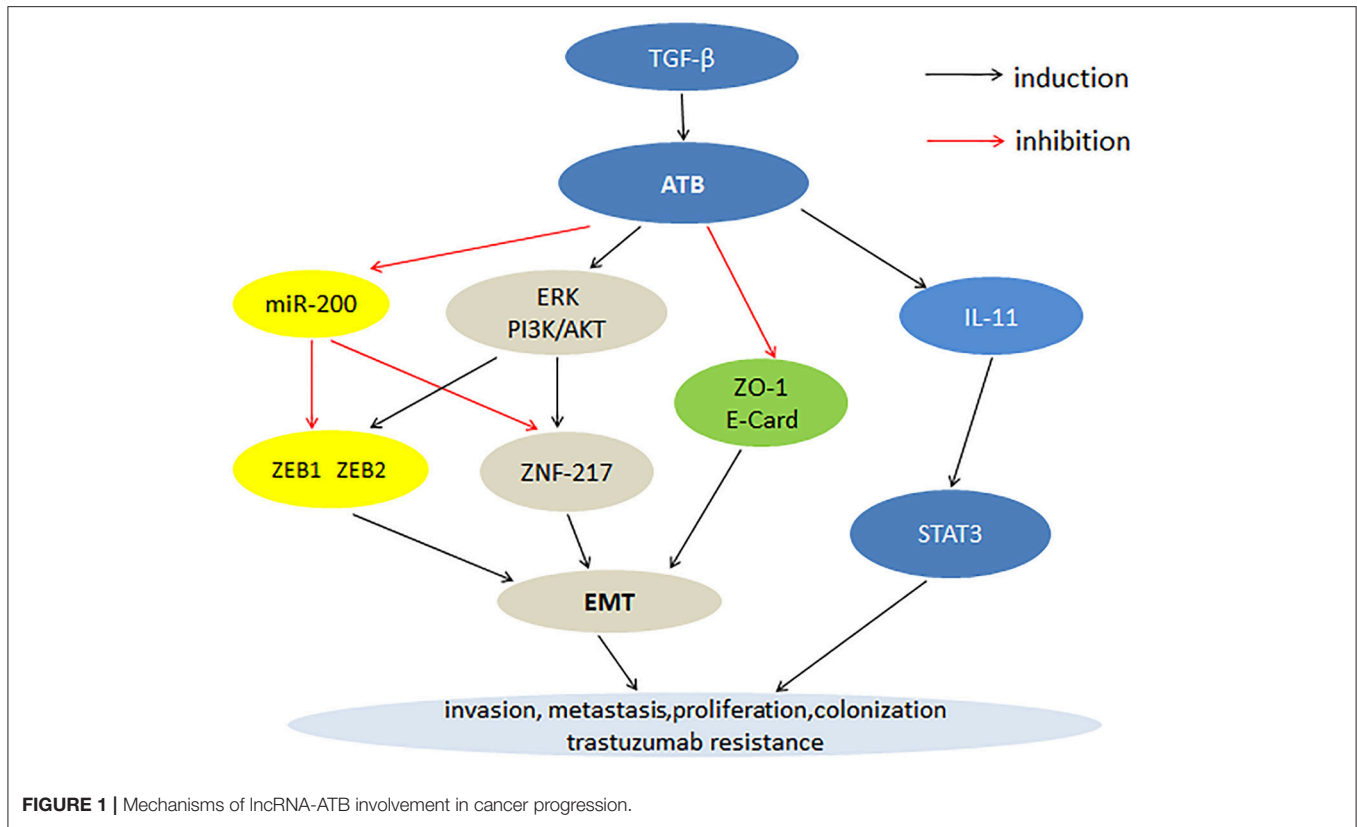 TGF-β
induction
inhibition
ATB
miR-200
ERK
PI3K/AKT
IL-11
ZO-1
E-Card
ZEB1 ZEB2
ZNF-217
STAT3
EMT
invasion, metastasis,proliferation,colonization
trastuzumab resistance
FIGURE 1 | Mechanisms of lncRNA-ATB involvement in cancer progression.